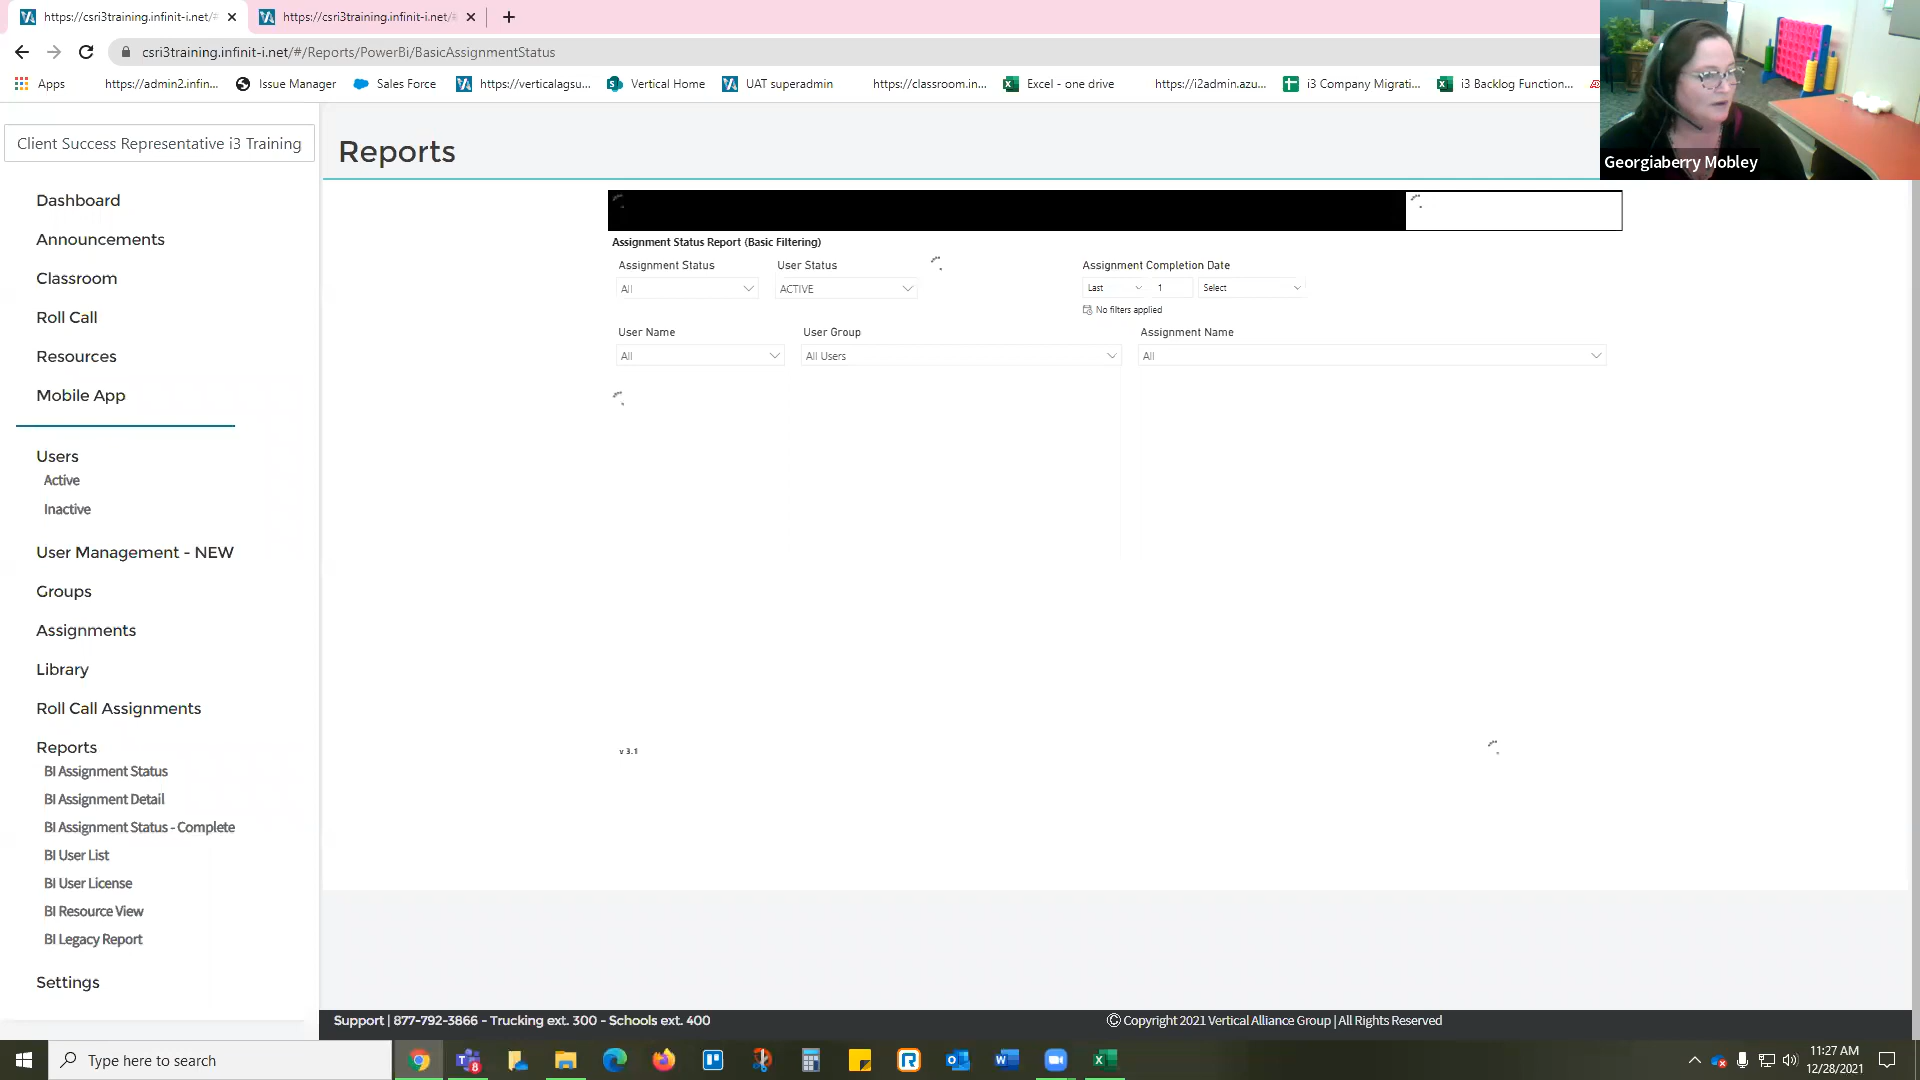 https://csri3training.infinit-i.net/#
https://csri3training.infinit-i.net/#
csri3training.infinit-i.net/#/Reports/PowerBi/BasicAssignmentStatus
Apps
https://admin2.infin...
Issue Manager
Sales Force
https://verticalagsu...
Vertical Home
UAT superadmin
https://classroom.in...
Excel - one drive
https://i2admin.azu...
i3 Company Migrati...
i3 Backlog Function...
Georgiaberry Mobley
Client Success Representative i3 Training
Dashboard
Announcements
Classroom
Roll Call
Resources
Mobile App
Users
Active
Inactive
User Management - NEW
Groups
Assignments
Library
Roll Call Assignments
Reports
BI Assignment Status
BI Assignment Detail
BI Assignment Status - Complete
BI User List
BI User License
BI Resource View
BI Legacy Report
Settings
Reports
Assignment Status Report (Basic Filtering)
Assignment Status
All
User Status
ACTIVE
Assignment Completion Date
Last
1
Select
No filters applied
User Name
All
User Group
All Users
Assignment Name
All
v 3.1
Support | 877-792-3866 - Trucking ext. 300 - Schools ext. 400
© Copyright 2021 Vertical Alliance Group | All Rights Reserved
Type here to search
8
11:27 AM
12/28/2021